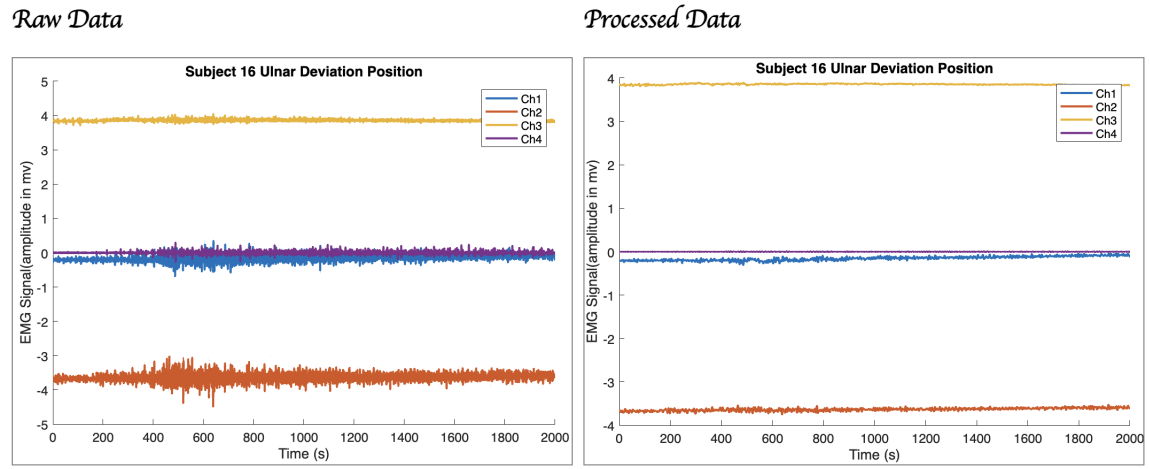 Raw Data
Processed Data
Subject 16 Ulnar Deviation Position
5
4
3
2
1
0
-1
-2
-3
-4
-5
EMG Signal(amplitude in mv)
Ch1
Ch2
Ch3
Ch4
0 200 400 600 800 1000 1200 1400 1600 1800 2000
Time (s)
Subject 16 Ulnar Deviation Position
4
3
2
1
0
-1
-2
-3
-4
EMG Signal(amplitude in mv)
Ch1
Ch2
Ch3
Ch4
0 200 400 600 800 1000 1200 1400 1600 1800 2000
Time (s)